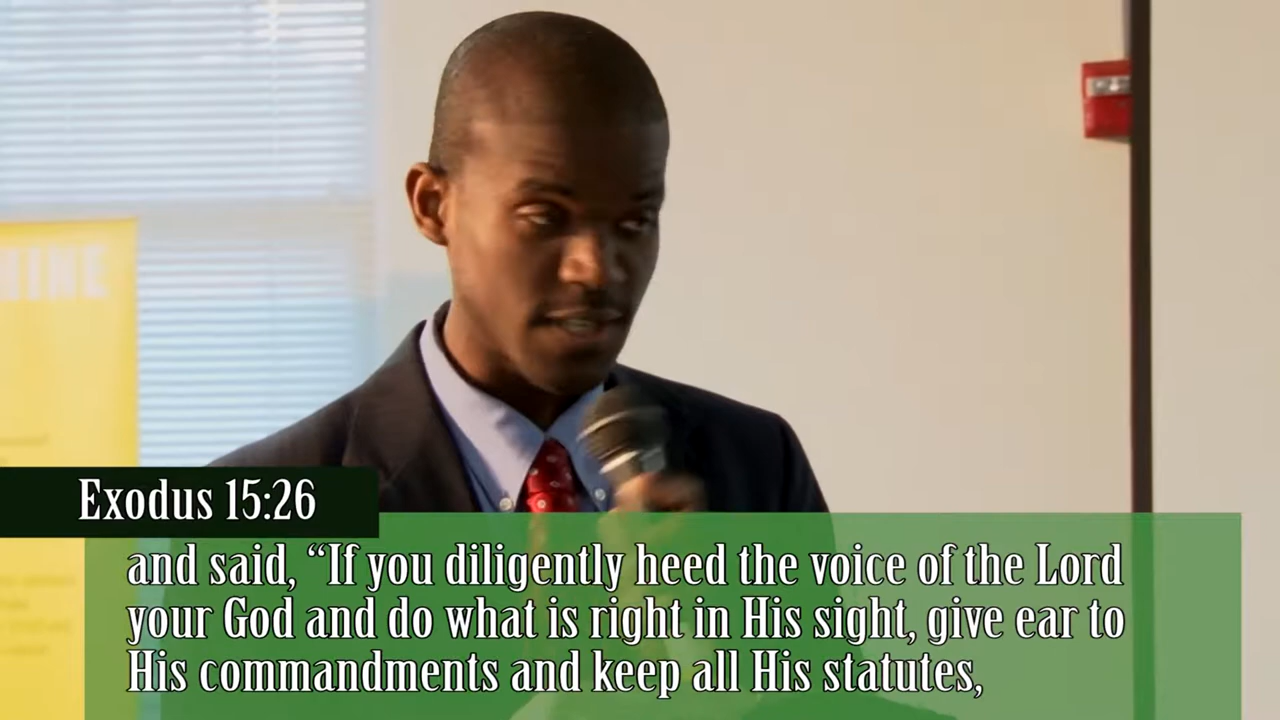 Exodus 15:26
and said, “If you diligently heed the voice of the Lord
your God and do what is right in His sight, give ear to
His commandments and keep all His statutes,